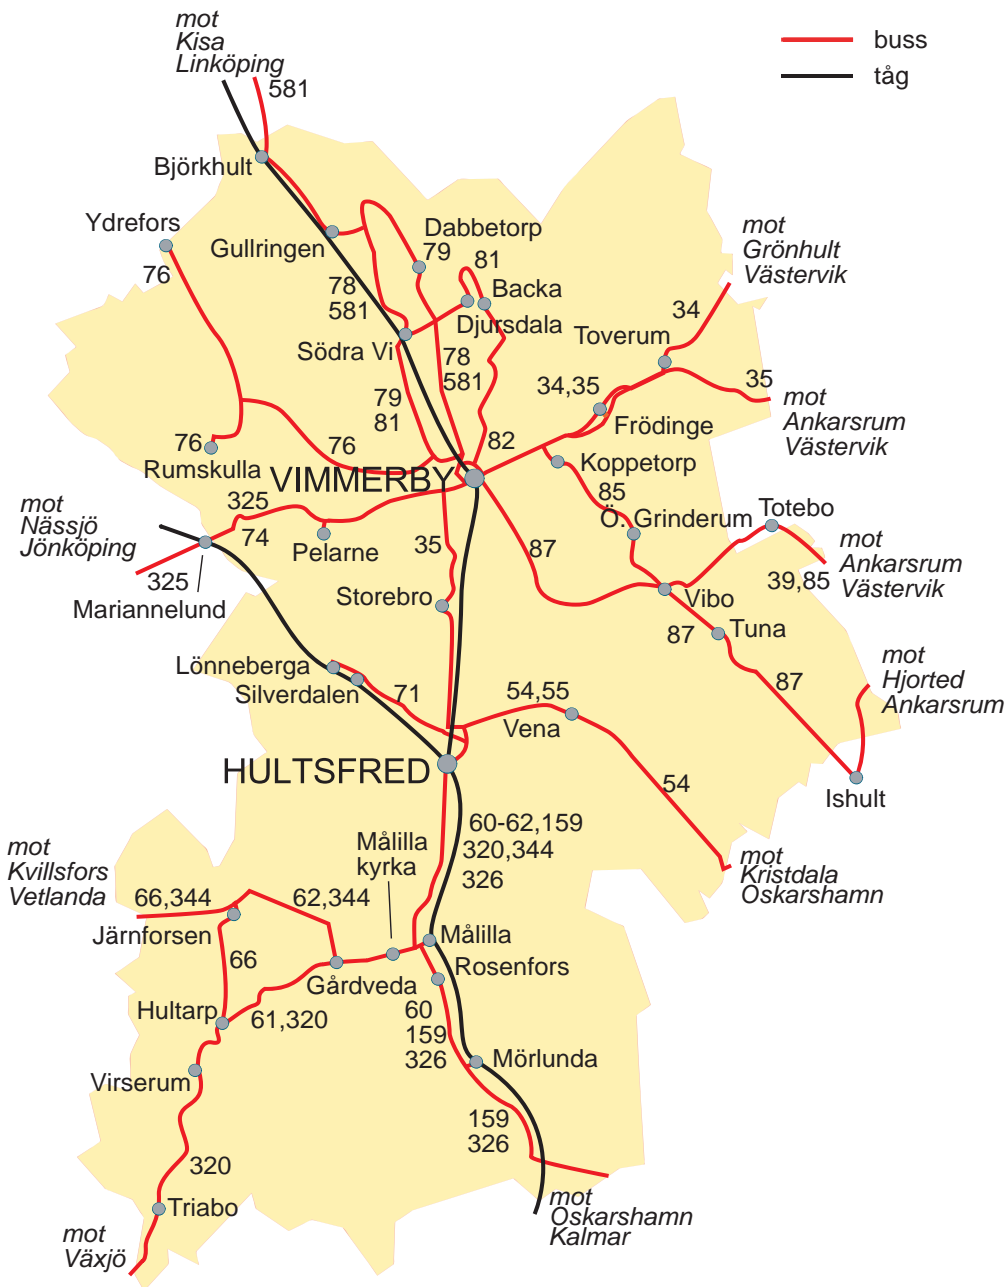 mot
Kisa
Linköping
buss
tåg
581
Björkhult
Ydrefors
76
Gullringen
Dabbetorp
79
81
Backa
Djursdala
78
581
Södra Vi
78
581
79
81
mot
Grönhult
Västervik
34
Toverum
34,35
35
mot
Ankarsrum
Västervik
Frödinge
76
Rumskulla
76
82
VIMMERBY
Koppetorp
85
Ö. Grinderum
Totebo
mot
Nässjö
Jönköping
325
74
Pelarne
35
87
mot
Ankarsrum
Västervik
39,85
325
Mariannelund
Storebro
Vibo
87
Tuna
Lönneberga
Silverdalen
71
54,55
Vena
87
mot
Hjorted
Ankarsrum
HULTSFRED
54
Ishult
60-62,159
320,344
326
Målilla
kyrka
mot
Kvillsfors
Vetlanda
mot
Kristdala
Oskarshamn
66,344
62,344
Järnforsen
Målilla
66
Gårdveda
Rosenfors
Hultarp
61,320
60
159
326
Mörlunda
Virserum
159
326
320
Triabo
mot
Oskarshamn
Kalmar
mot
Växjö